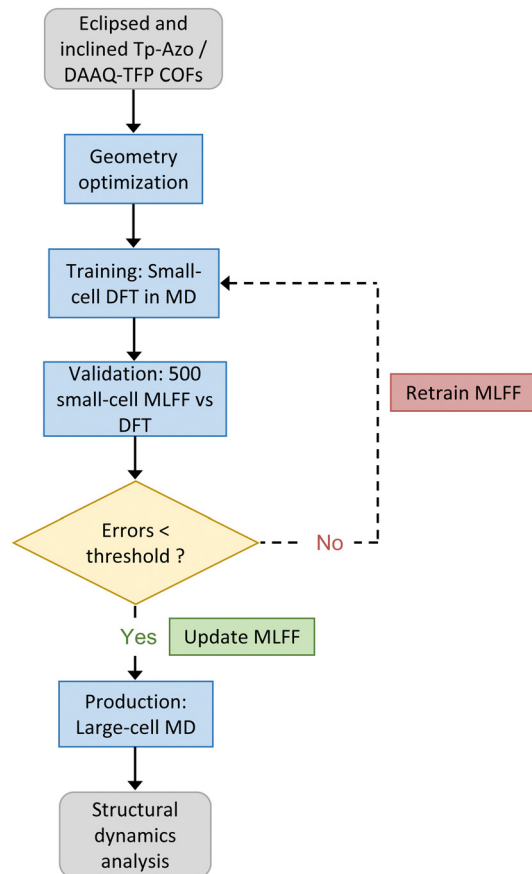 Eclipsed and
inclined Tp-Azo /
DAAQ-TFP COFs
Geometry
optimization
Training: Small-
cell DFT in MD
Validation: 500
small-cell MLFF vs
DFT
Retrain MLFF
Errors <
threshold ?
No
Yes
Update MLFF
Production:
Large-cell MD
Structural
dynamics
analysis